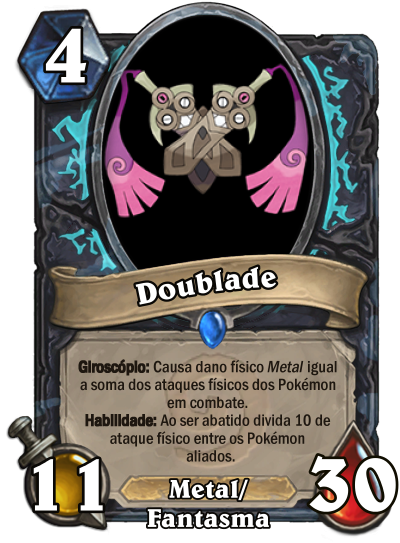 4
Doublade
Giroscópio: Causa dano físico Metal igual
a soma dos ataques físicos dos Pokémon
em combate.
Habilidade: Ao ser abatido divida 10 de
ataque físico entre os Pokémon
aliados.
11
Metal/
Fantasma
30